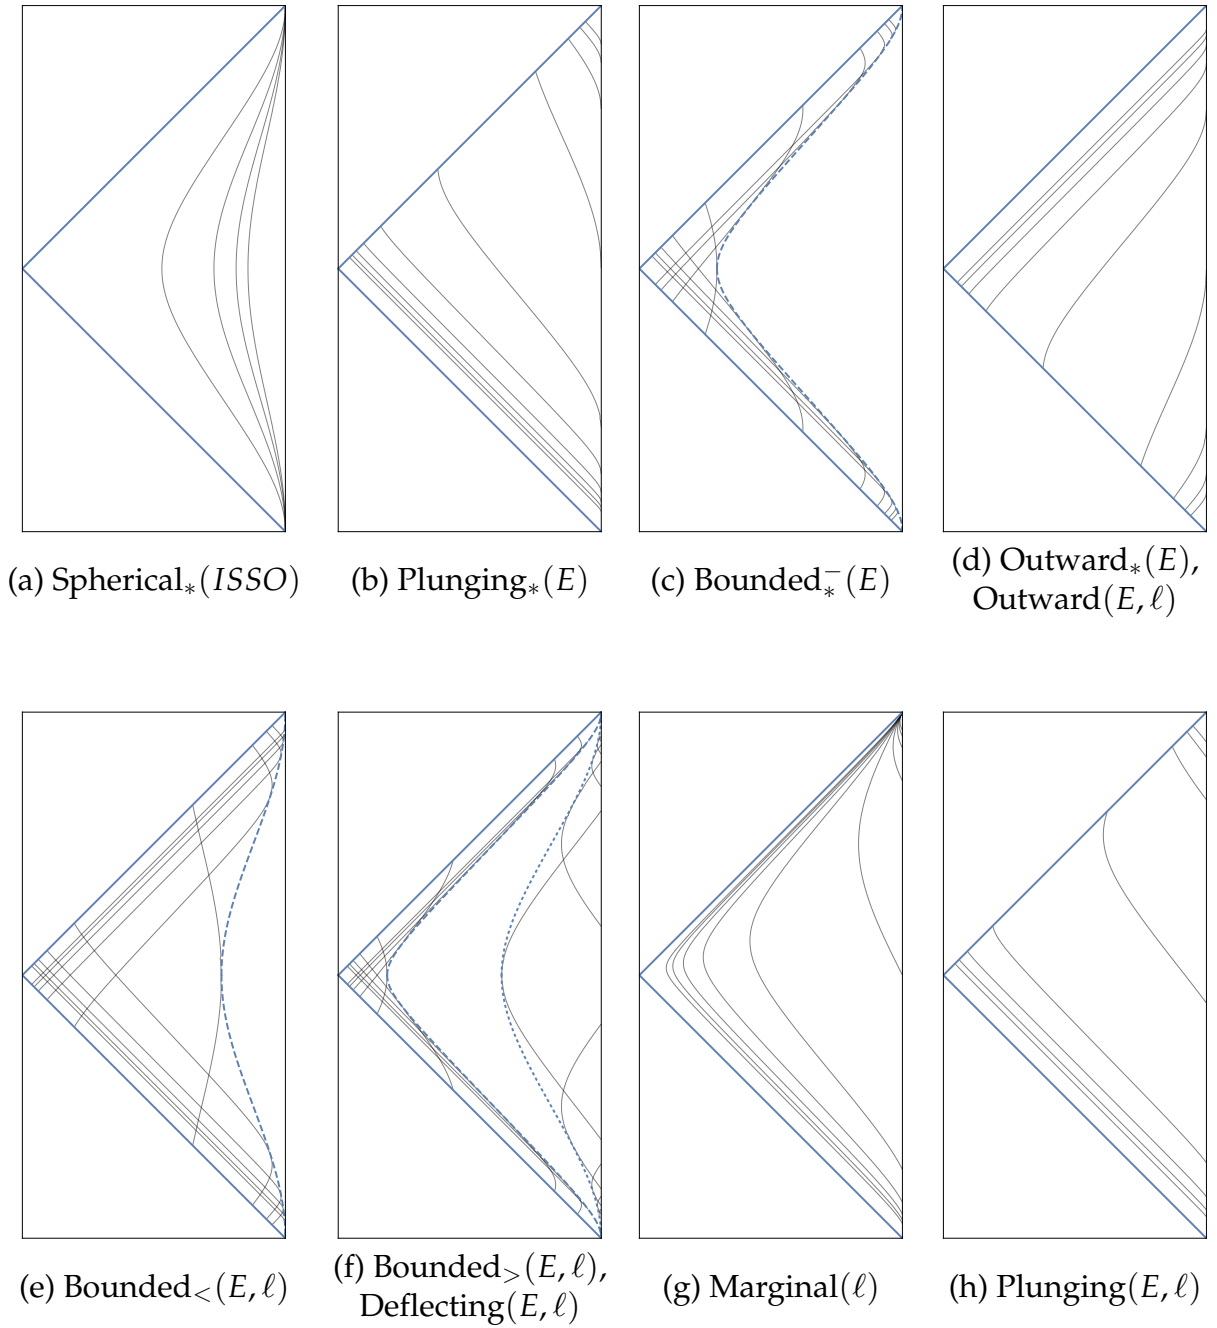 (a) Spherical∗(ISSO)
(b) Plunging∗(E)
(c) Bounded∗⁻(E)
(d) Outward∗(E),
Outward(E, ℓ)
(e) Bounded<(E, ℓ)
(f) Bounded>(E, ℓ),
Deflecting(E, ℓ)
(g) Marginal(ℓ)
(h) Plunging(E, ℓ)